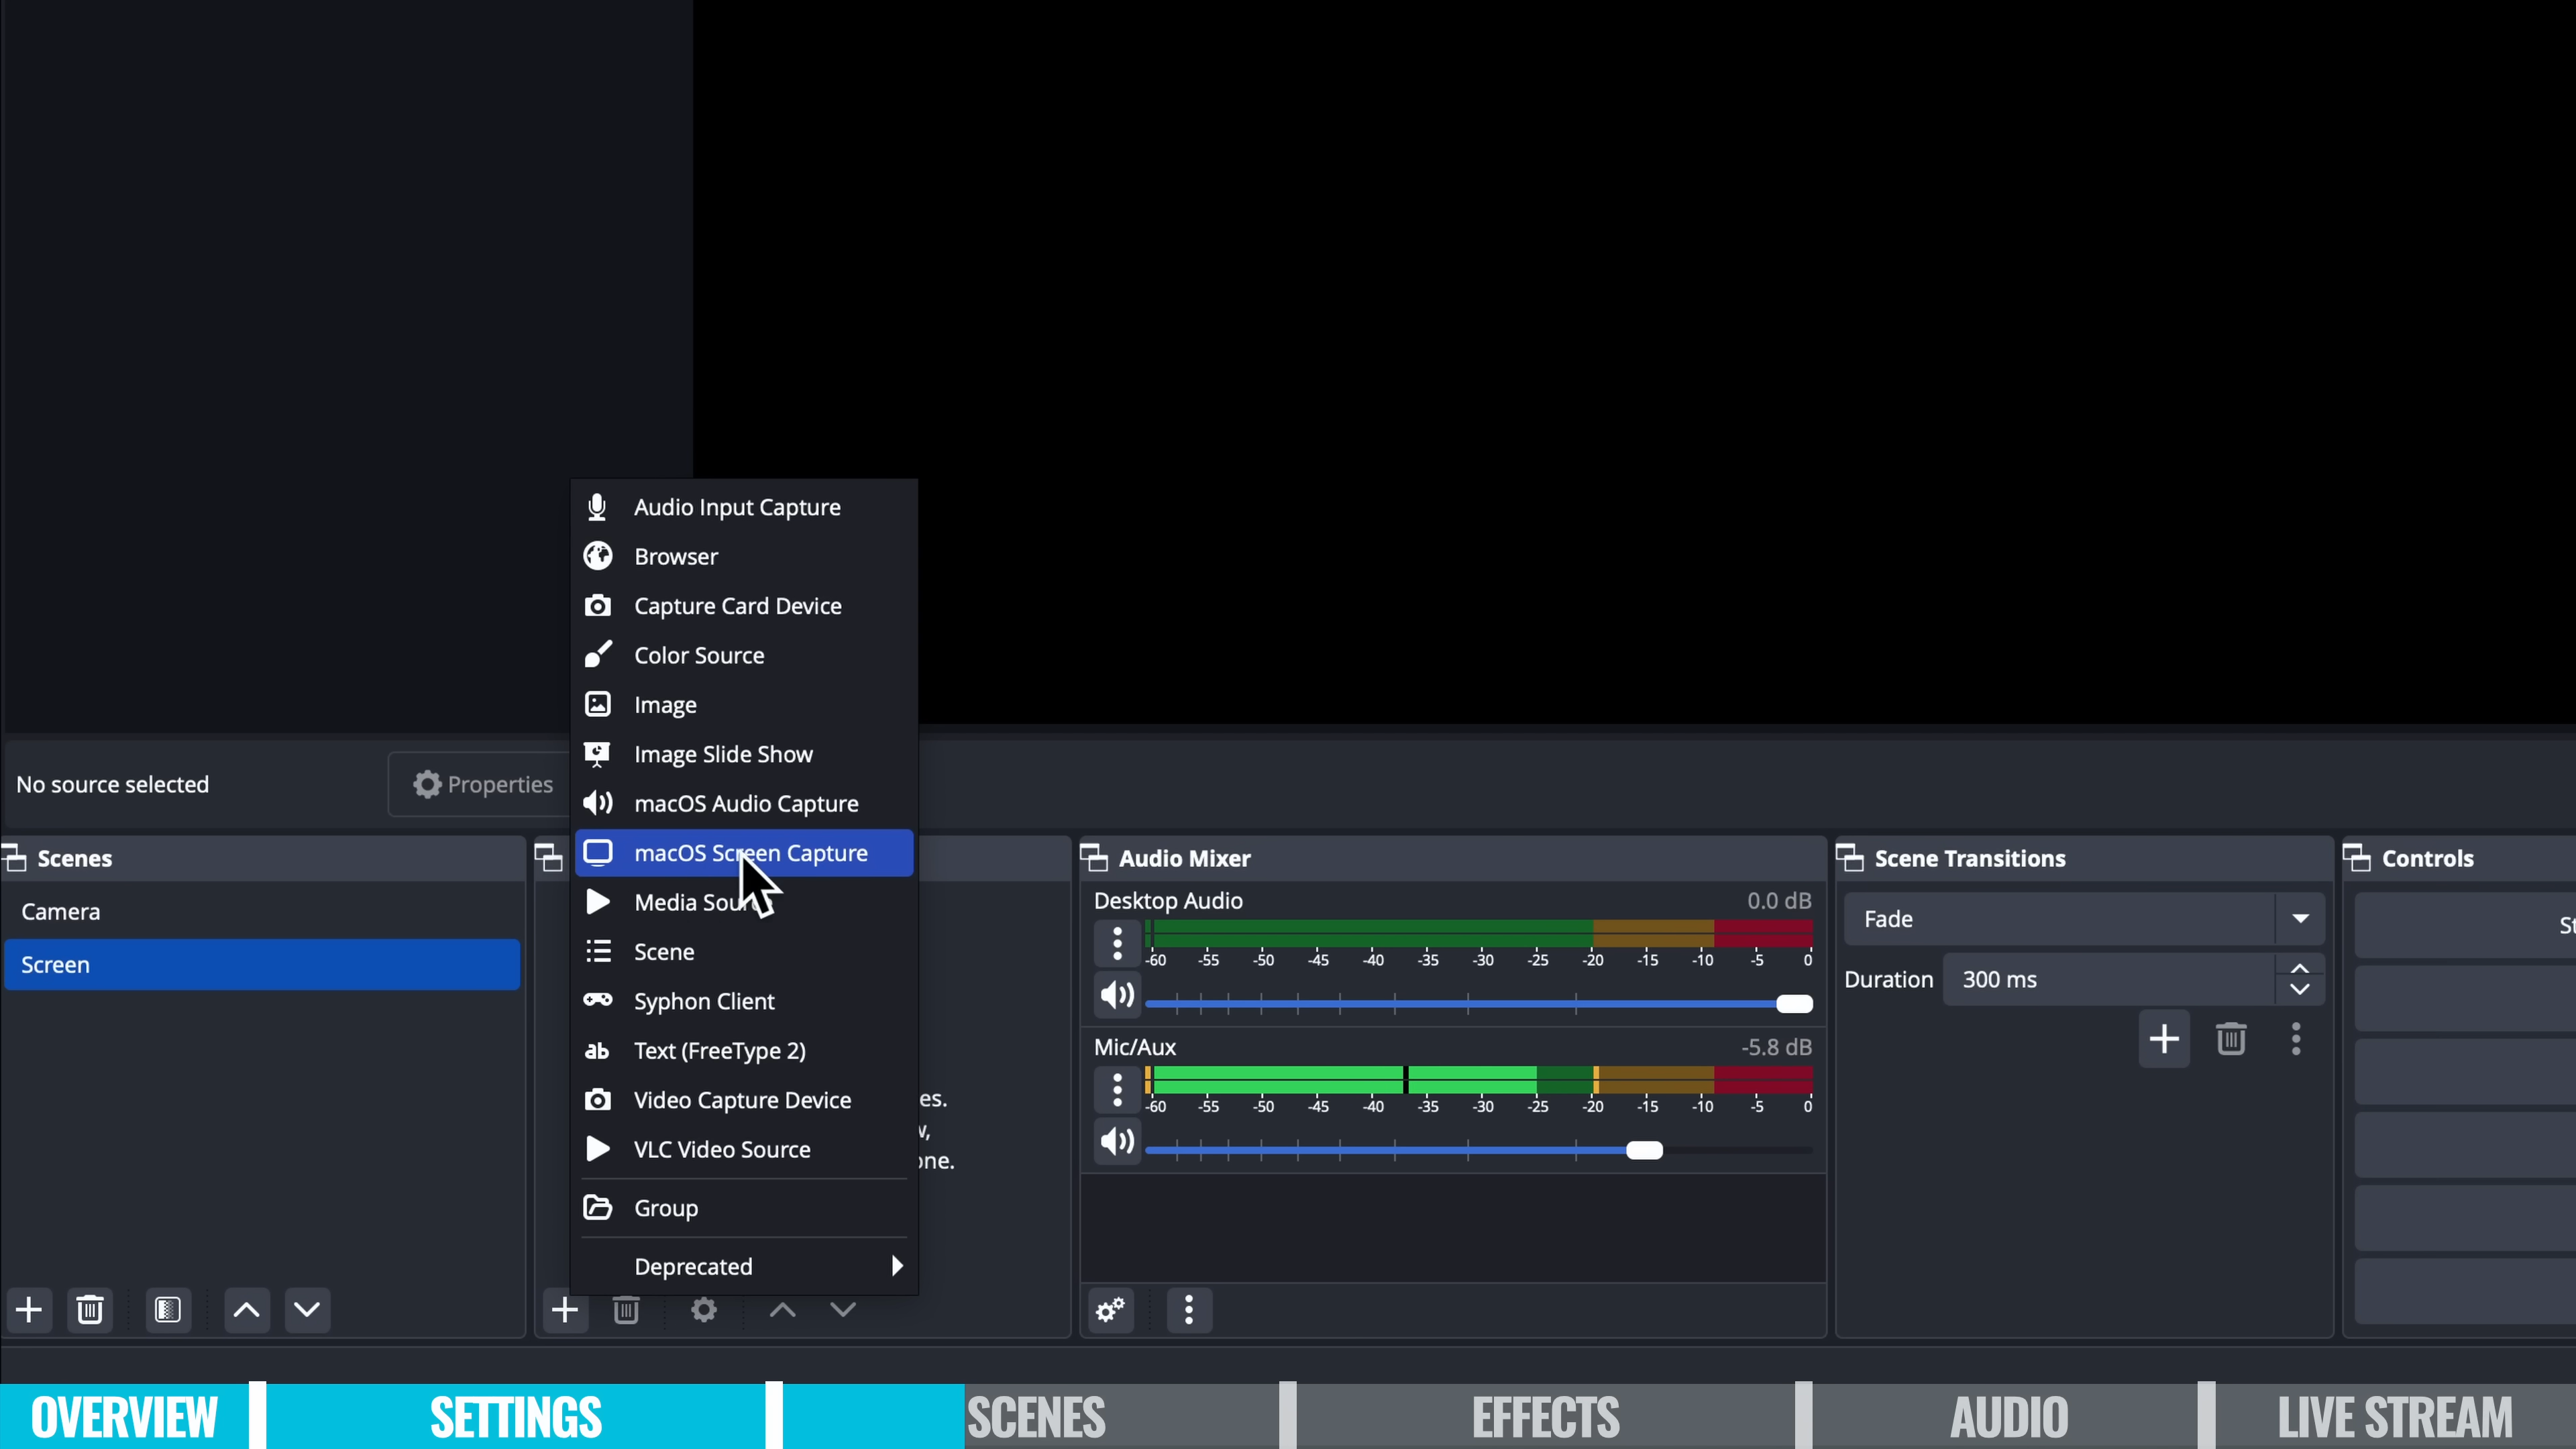 Audio Input Capture
Browser
Capture Card Device
Color Source
Image
Image Slide Show
macOS Audio Capture
macOS Screen Capture
Media Sou
Scene
Syphon Client
ab Text (FreeType 2)
Video Capture Device
VLC Video Source
Group
Deprecated
No source selected
Properties
Scenes
Camera
Screen
es.
one.
Audio Mixer
Desktop Audio 0.0 dB
-60 -55 -50 -45 -40 -35 -30 -25 -20 -15 -10 -5 0
Mic/Aux -5.8 dB
-60 -55 -50 -45 -40 -35 -30 -25 -20 -15 -10 -5 0
Scene Transitions
Fade
Duration 300 ms
Controls
St
OVERVIEW SETTINGS SCENES EFFECTS AUDIO LIVE STREAM